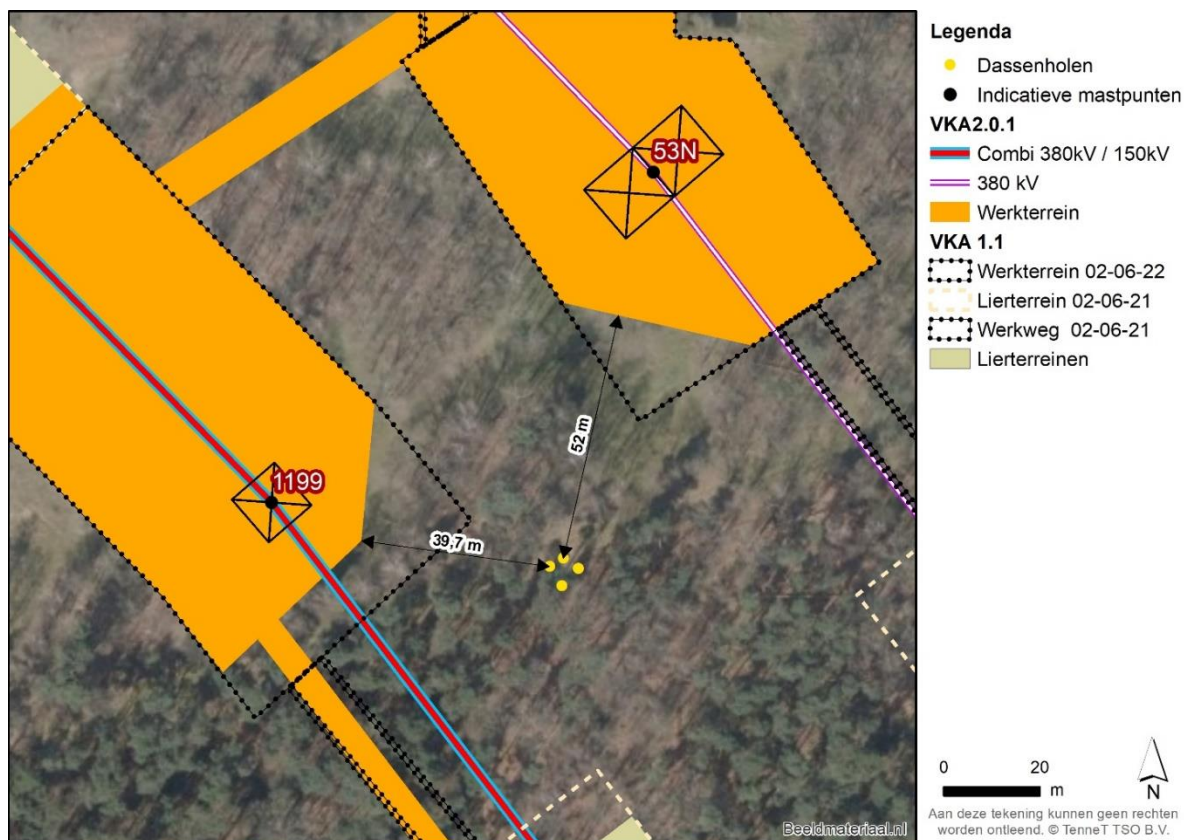 53N
1199
52 m
39,7 m
Beeldmateriaal.nl
Legenda
Dassenholen
Indicatieve mastpunten
VKA2.0.1
Combi 380kV / 150kV
380 kV
Werkterrein
VKA 1.1
Werkterrein 02-06-22
Lierterrein 02-06-21
Werkweg 02-06-21
Lierterreinen
0 20
m
N
Aan deze tekening kunnen geen rechten
worden ontleend. © TenneT TSO B.V.